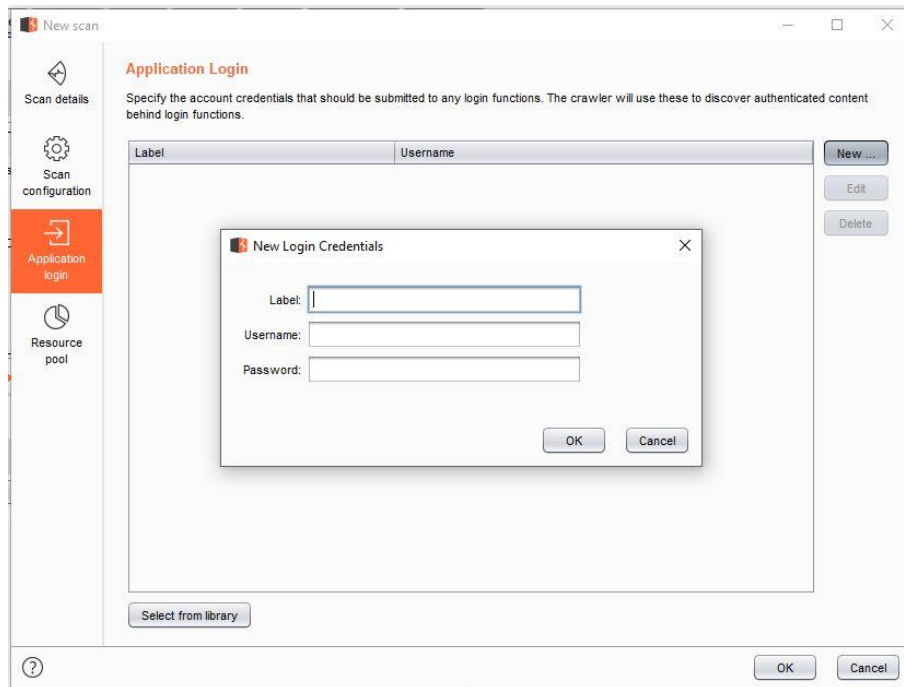 New scan
Scan details
Scan
configuration
Application
login
Resource
pool
Application Login
Specify the account credentials that should be submitted to any login functions. The crawler will use these to discover authenticated content
behind login functions.
Label Username
New ...
Edit
Delete
New Login Credentials
Label:
Username:
Password:
OK Cancel
Select from library
?
OK Cancel